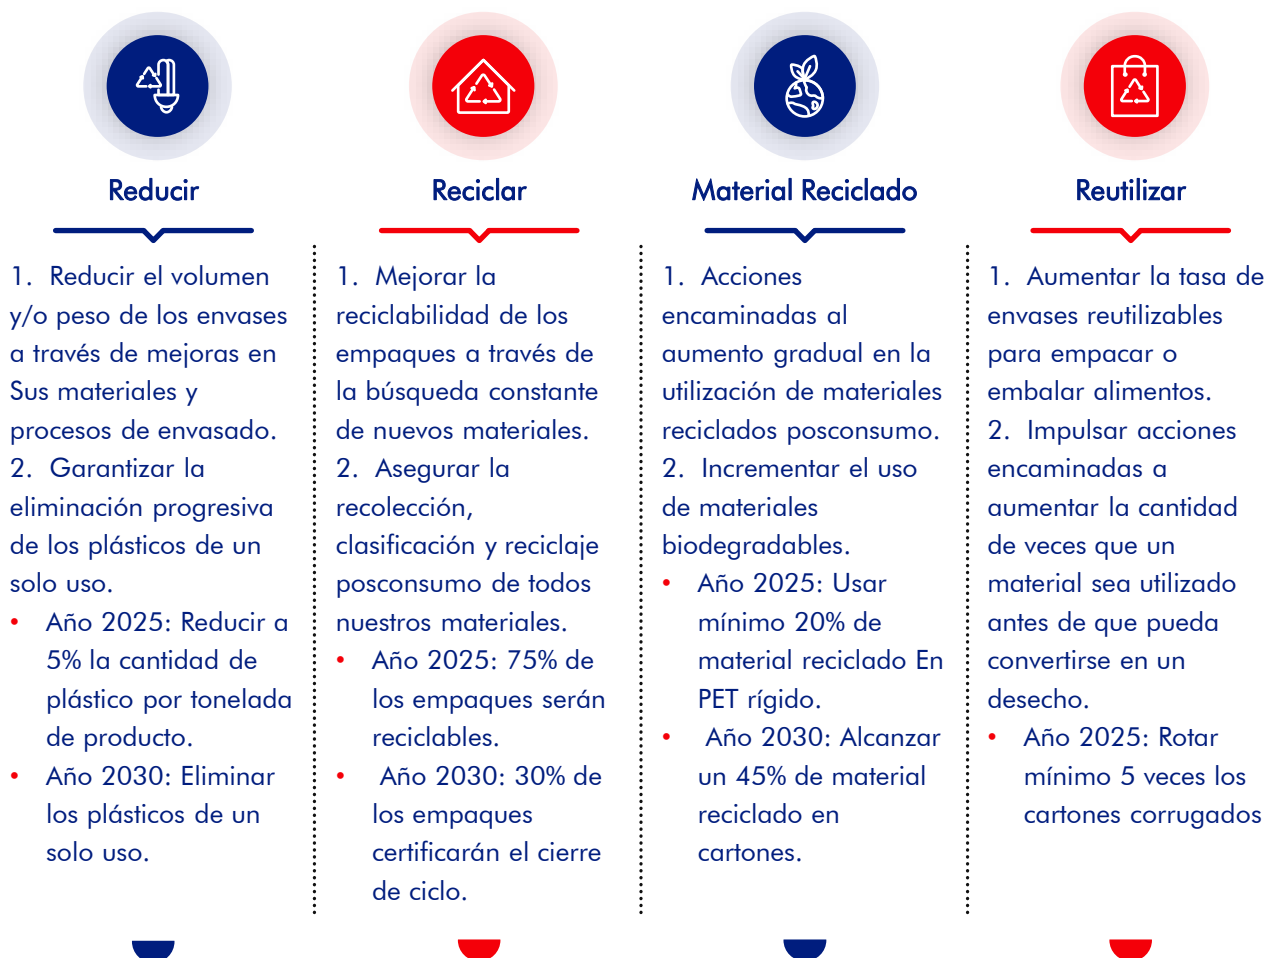 Reducir
1. Reducir el volumen
y/o peso de los envases
a través de mejoras en
Sus materiales y
procesos de envasado.
2. Garantizar la
eliminación progresiva
de los plásticos de un
solo uso.
• Año 2025: Reducir a
5% la cantidad de
plástico por tonelada
de producto.
• Año 2030: Eliminar
los plásticos de un
solo uso.
Reciclar
1. Mejorar la
reciclabilidad de los
empaques a través de
la búsqueda constante
de nuevos materiales.
2. Asegurar la
recolección,
clasificación y reciclaje
posconsumo de todos
nuestros materiales.
• Año 2025: 75% de
los empaques serán
reciclables.
• Año 2030: 30% de
los empaques
certificarán el cierre
de ciclo.
Material Reciclado
1. Acciones
encaminadas al
aumento gradual en la
utilización de materiales
reciclados posconsumo.
2. Incrementar el uso
de materiales
biodegradables.
• Año 2025: Usar
mínimo 20% de
material reciclado En
PET rígido.
• Año 2030: Alcanzar
un 45% de material
reciclado en
cartones.
Reutilizar
1. Aumentar la tasa de
envases reutilizables
para empacar o
embalar alimentos.
2. Impulsar acciones
encaminadas a
aumentar la cantidad
de veces que un
material sea utilizado
antes de que pueda
convertirse en un
desecho.
• Año 2025: Rotar
mínimo 5 veces los
cartones corrugados